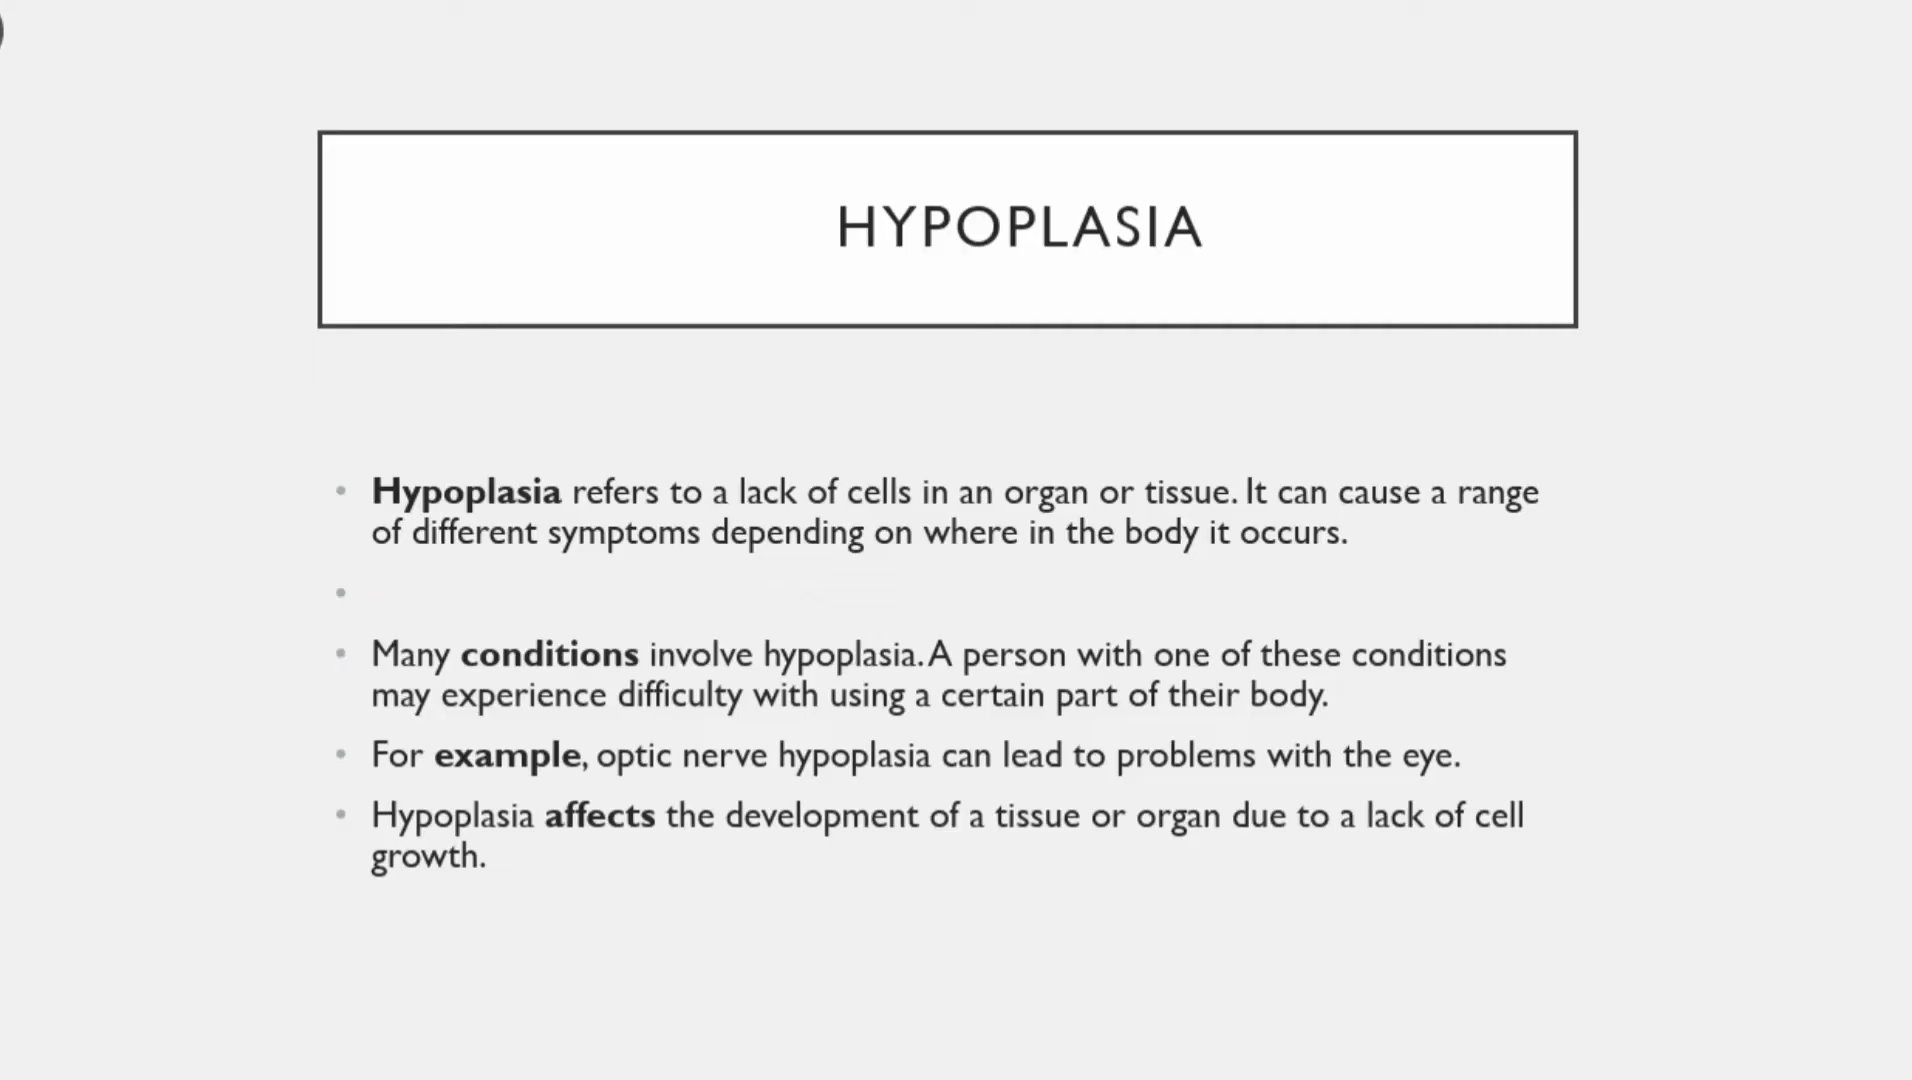 HYPOPLASIA
• Hypoplasia refers to a lack of cells in an organ or tissue. It can cause a range
of different symptoms depending on where in the body it occurs.
•
• Many conditions involve hypoplasia. A person with one of these conditions
may experience difficulty with using a certain part of their body.
• For example, optic nerve hypoplasia can lead to problems with the eye.
• Hypoplasia affects the development of a tissue or organ due to a lack of cell
growth.